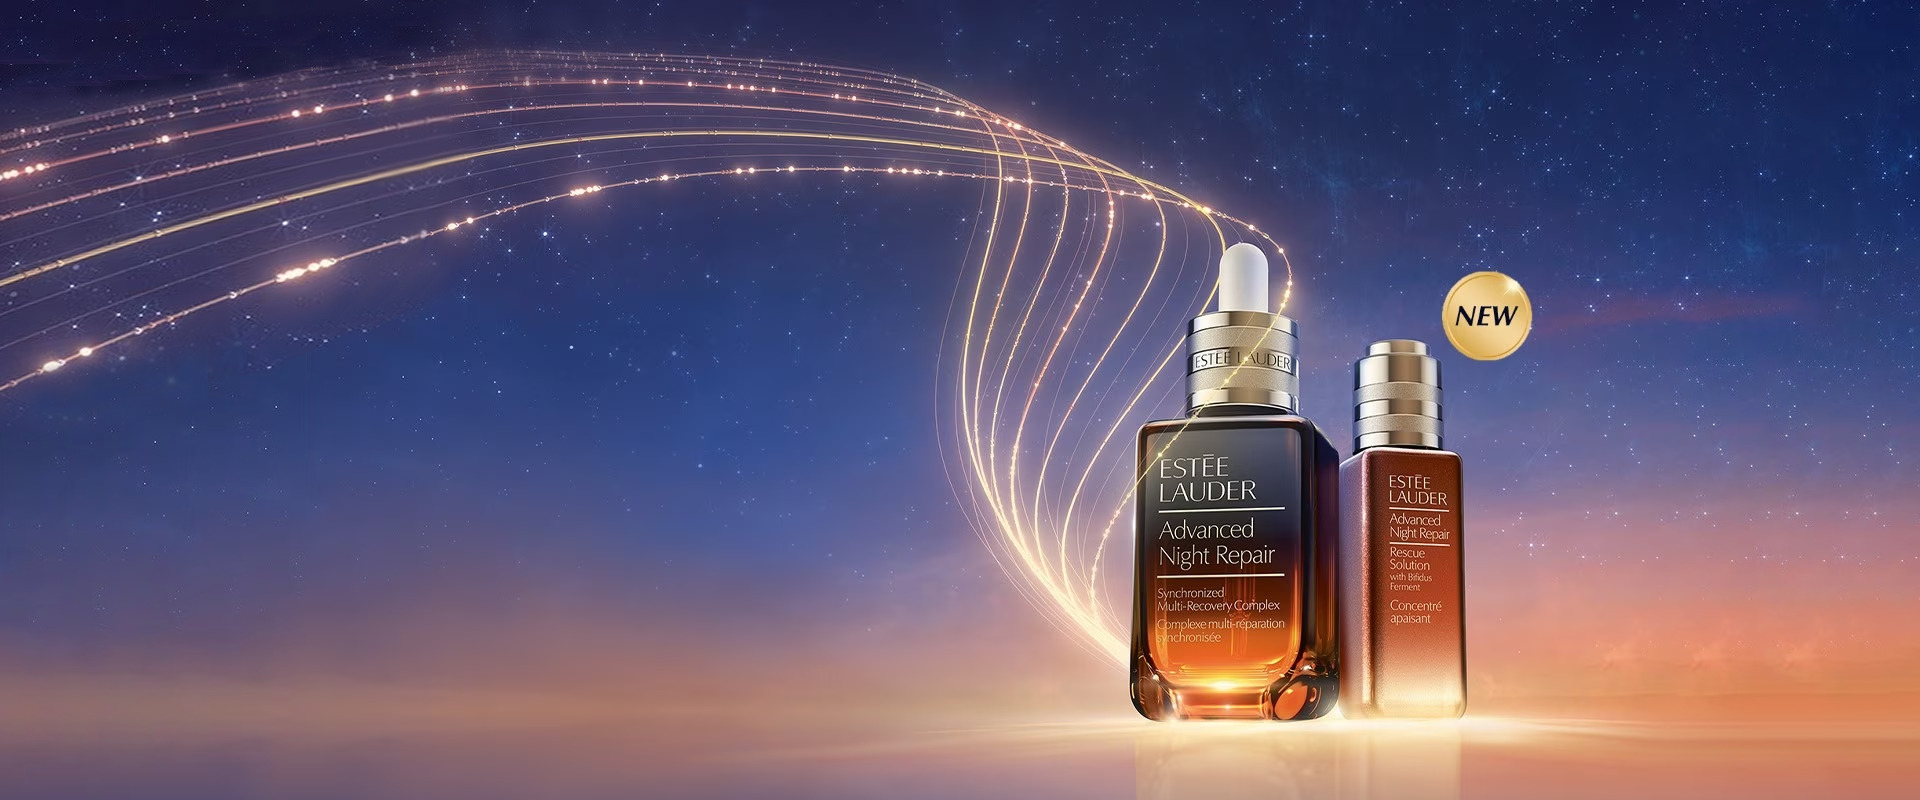 ESTĒE LAUDER
ESTĒE
LAUDER
Advanced
Night Repair
Synchronized
Multi-Recovery Complex
Complexe multi-réparation
synchronisée
NEW
ESTĒE
LAUDER
Advanced
Night Repair
Rescue
Solution
with Bifidus
Ferment
Concentré
apaisant